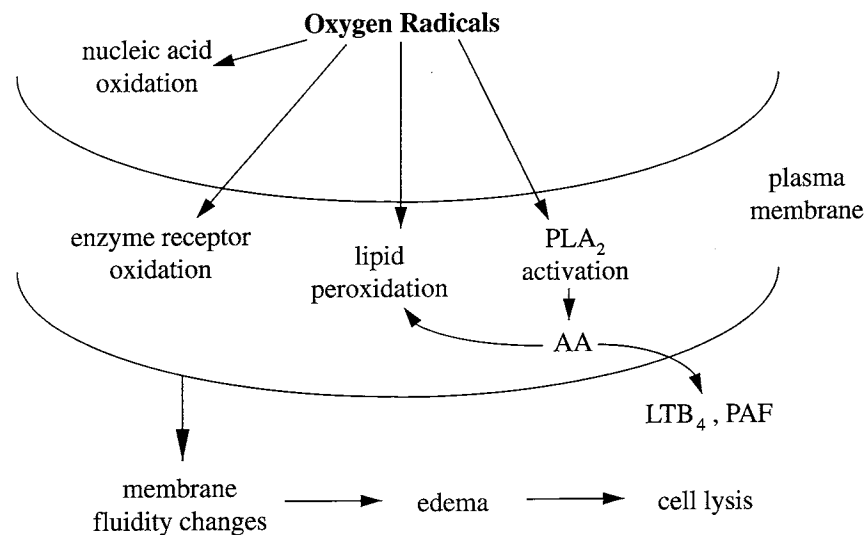 Oxygen Radicals
nucleic acid
oxidation
plasma
membrane
enzyme receptor
oxidation
lipid
peroxidation
PLA₂
activation
AA
LTB₄ , PAF
membrane
fluidity changes
edema
cell lysis